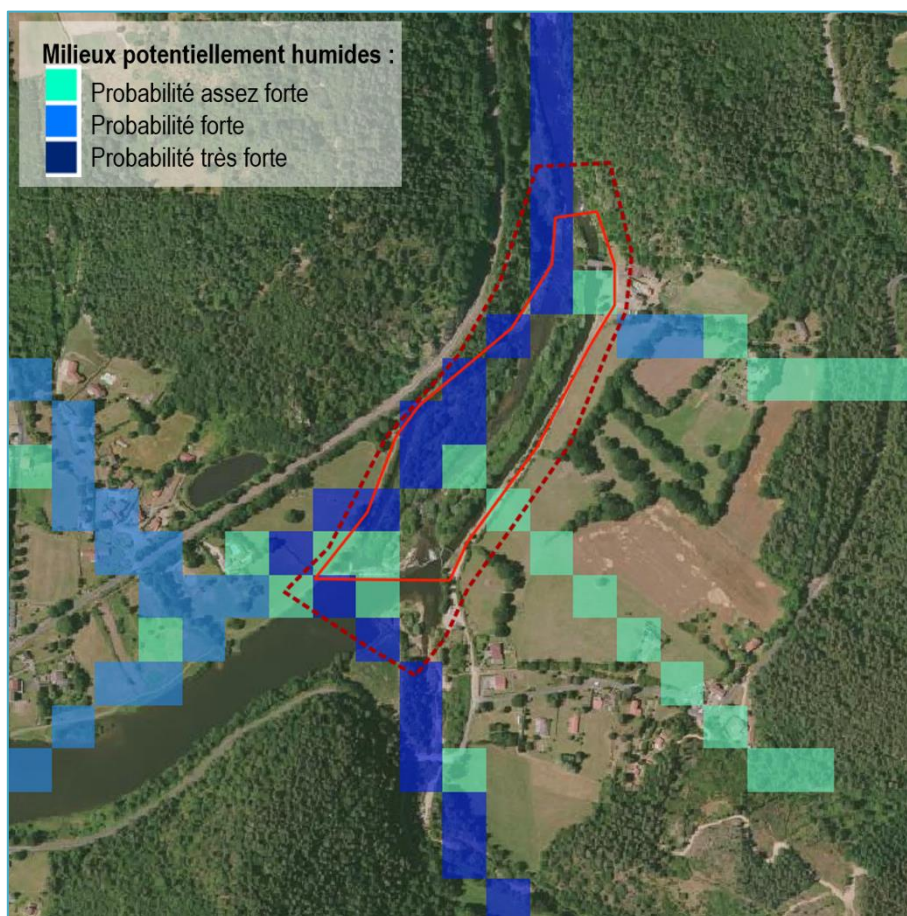 Milieux potentiellement humides :
Probabilité assez forte
Probabilité forte
Probabilité très forte